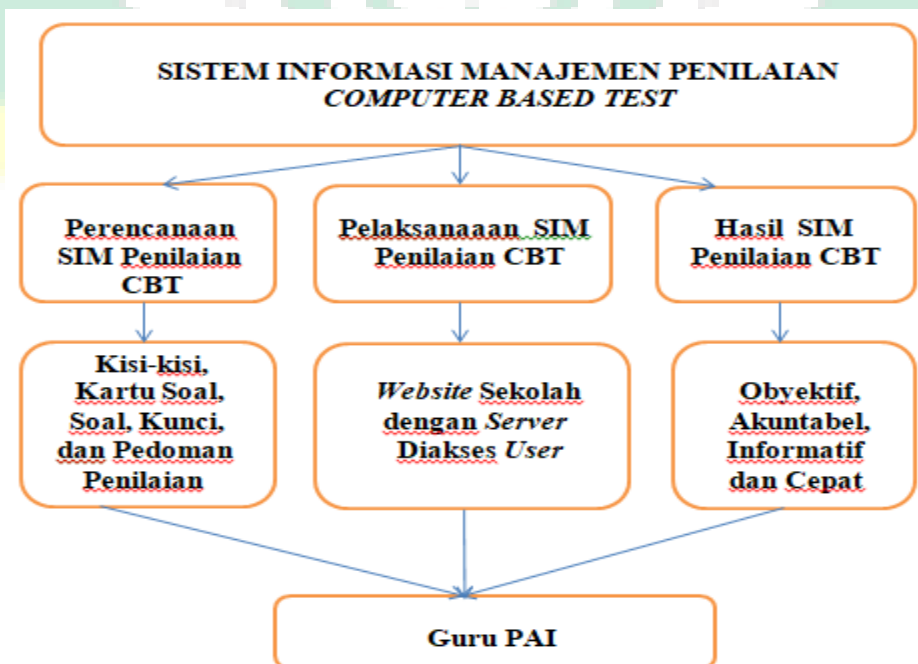 SISTEM INFORMASI MANAJEMEN PENILAIAN
COMPUTER BASED TEST
Perencanaan
SIM Penilaian
CBT
Pelaksanaaan SIM
Penilaian CBT
Hasil SIM
Penilaian CBT
Kisi-kisi,
Kartu Soal,
Soal, Kunci,
dan Pedoman
Penilaian
Website Sekolah
dengan Server
Diakses User
Obyektif,
Akuntabel,
Informatif
dan Cepat
Guru PAI